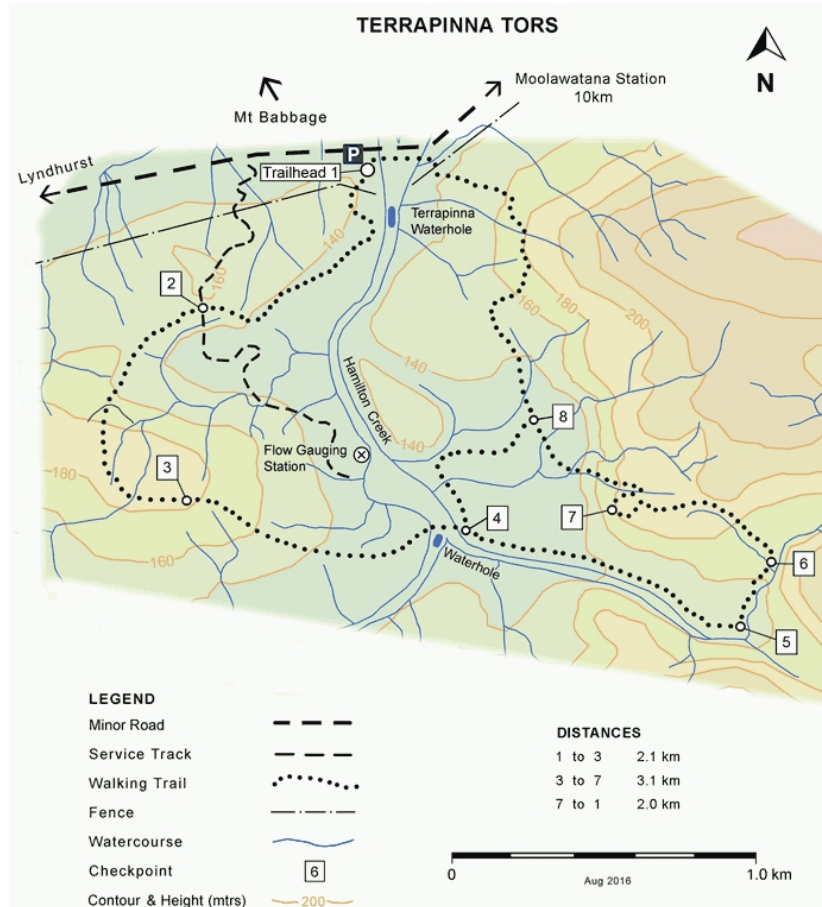 TERRAPINNA TORS
N
Moolawatana Station
10km
Mt Babbage
Lyndhurst
P
Trailhead 1
Terrapinna
Waterhole
140
160
2
160
180
200
140
Hamilton Creek
140
8
Flow Gauging
Station
180
3
7
4
160
Waterhole
6
5
LEGEND
Minor Road
Service Track
Walking Trail
Fence
Watercourse
Checkpoint
6
Contour & Height (mtrs)
200
DISTANCES
1 to 3 2.1 km
3 to 7 3.1 km
7 to 1 2.0 km
0
1.0 km
Aug 2016